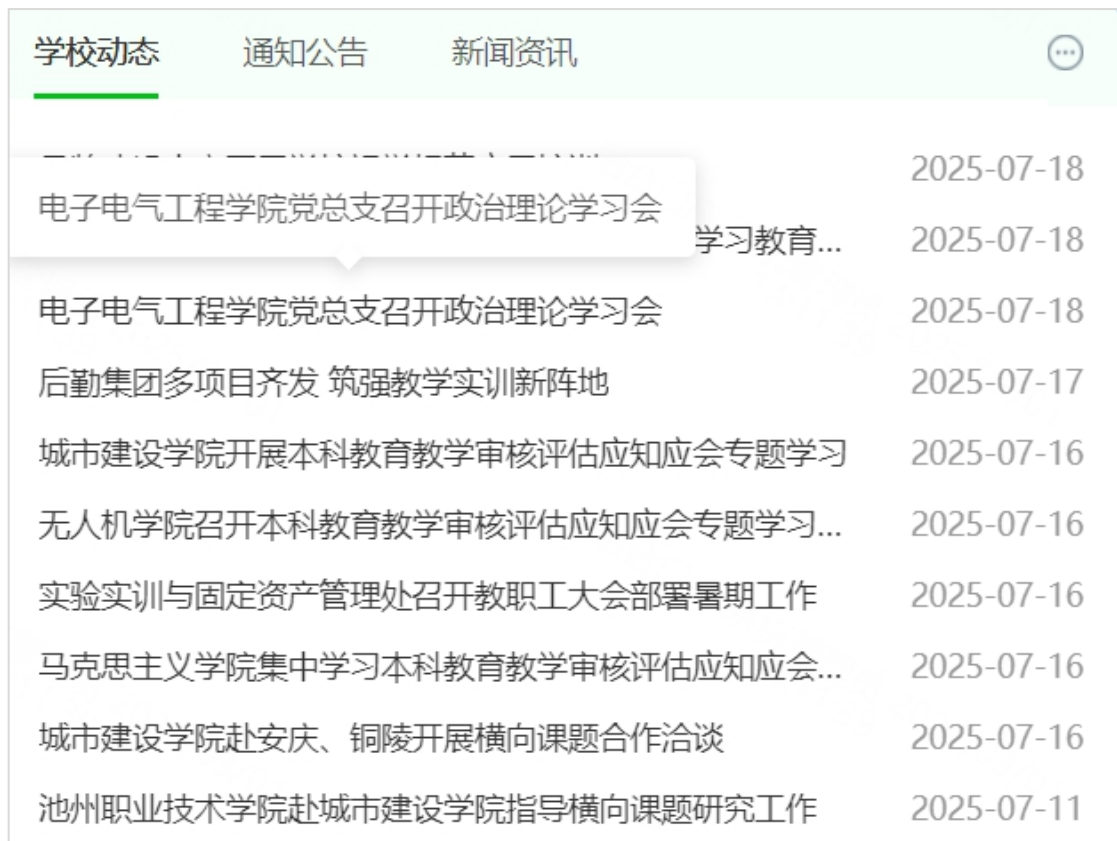 学校动态 通知公告 新闻资讯
2025-07-18
电子电气工程学院党总支召开政治理论学习会
学习教育... 2025-07-18
电子电气工程学院党总支召开政治理论学习会 2025-07-18
后勤集团多项目齐发 筑强教学实训新阵地 2025-07-17
城市建设学院开展本科教育教学审核评估应知应会专题学习 2025-07-16
无人机学院召开本科教育教学审核评估应知应会专题学习... 2025-07-16
实验实训与固定资产管理处召开教职工大会部署暑期工作 2025-07-16
马克思主义学院集中学习本科教育教学审核评估应知应会... 2025-07-16
城市建设学院赴安庆、铜陵开展横向课题合作洽谈 2025-07-16
池州职业技术学院赴城市建设学院指导横向课题研究工作 2025-07-11